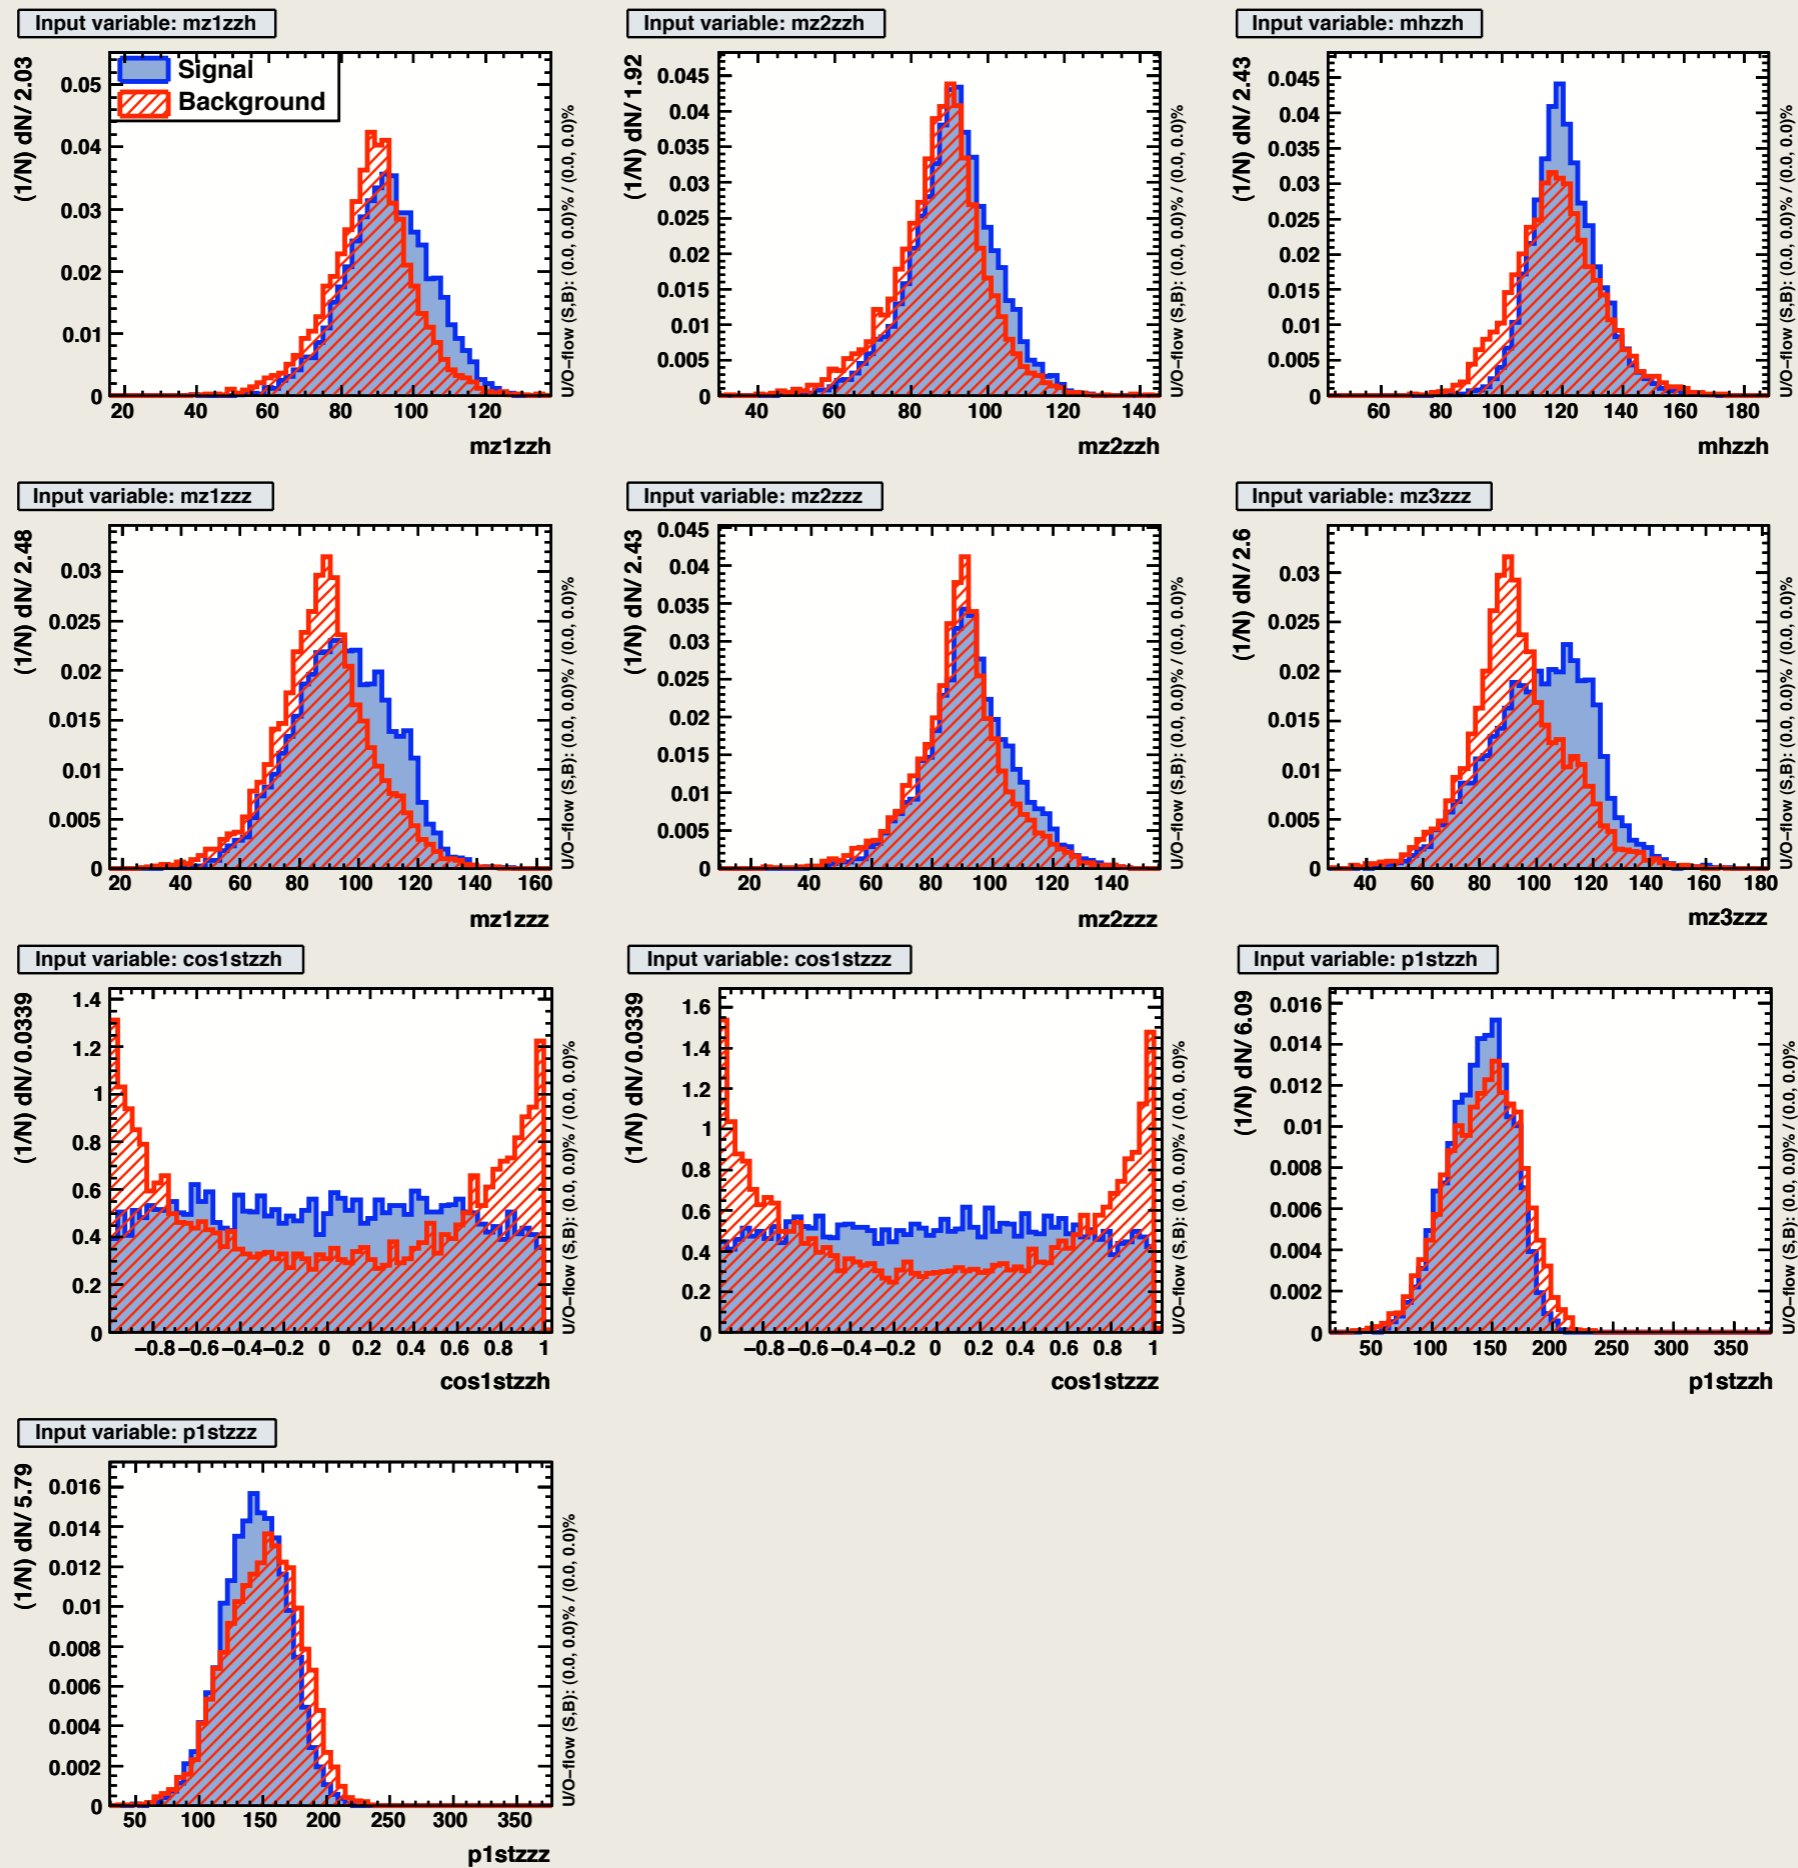 Input variable: mz1zzh
(1/N) dN/ 2.03
0.05
0.04
0.03
0.02
0.01
0
Signal
Background
20 40 60 80 100 120
mz1zzh
U/O-flow (S,B): (0.0, 0.0)% / (0.0, 0.0)%
Input variable: mz2zzh
(1/N) dN/ 1.92
0.045
0.04
0.035
0.03
0.025
0.02
0.015
0.01
0.005
0
40 60 80 100 120 140
mz2zzh
U/O-flow (S,B): (0.0, 0.0)% / (0.0, 0.0)%
Input variable: mhzzh
(1/N) dN/ 2.43
0.045
0.04
0.035
0.03
0.025
0.02
0.015
0.01
0.005
0
60 80 100 120 140 160 180
mhzzh
U/O-flow (S,B): (0.0, 0.0)% / (0.0, 0.0)%
Input variable: mz1zzz
(1/N) dN/ 2.48
0.03
0.025
0.02
0.015
0.01
0.005
0
20 40 60 80 100 120 140 160
mz1zzz
U/O-flow (S,B): (0.0, 0.0)% / (0.0, 0.0)%
Input variable: mz2zzz
(1/N) dN/ 2.43
0.045
0.04
0.035
0.03
0.025
0.02
0.015
0.01
0.005
0
20 40 60 80 100 120 140
mz2zzz
U/O-flow (S,B): (0.0, 0.0)% / (0.0, 0.0)%
Input variable: mz3zzz
(1/N) dN/ 2.6
0.03
0.025
0.02
0.015
0.01
0.005
0
40 60 80 100 120 140 160 180
mz3zzz
U/O-flow (S,B): (0.0, 0.0)% / (0.0, 0.0)%
Input variable: cos1stzzh
(1/N) dN/ 0.0339
1.4
1.2
1
0.8
0.6
0.4
0.2
0
−0.8−0.6−0.4−0.2 0 0.2 0.4 0.6 0.8 1
cos1stzzh
U/O-flow (S,B): (0.0, 0.0)% / (0.0, 0.0)%
Input variable: cos1stzzz
(1/N) dN/ 0.0339
1.6
1.4
1.2
1
0.8
0.6
0.4
0.2
0
−0.8−0.6−0.4−0.2 0 0.2 0.4 0.6 0.8 1
cos1stzzz
U/O-flow (S,B): (0.0, 0.0)% / (0.0, 0.0)%
Input variable: p1stzzh
(1/N) dN/ 6.09
0.016
0.014
0.012
0.01
0.008
0.006
0.004
0.002
0
50 100 150 200 250 300 350
p1stzzh
U/O-flow (S,B): (0.0, 0.0)% / (0.0, 0.0)%
Input variable: p1stzzz
(1/N) dN/ 5.79
0.016
0.014
0.012
0.01
0.008
0.006
0.004
0.002
0
50 100 150 200 250 300 350
p1stzzz
U/O-flow (S,B): (0.0, 0.0)% / (0.0, 0.0)%